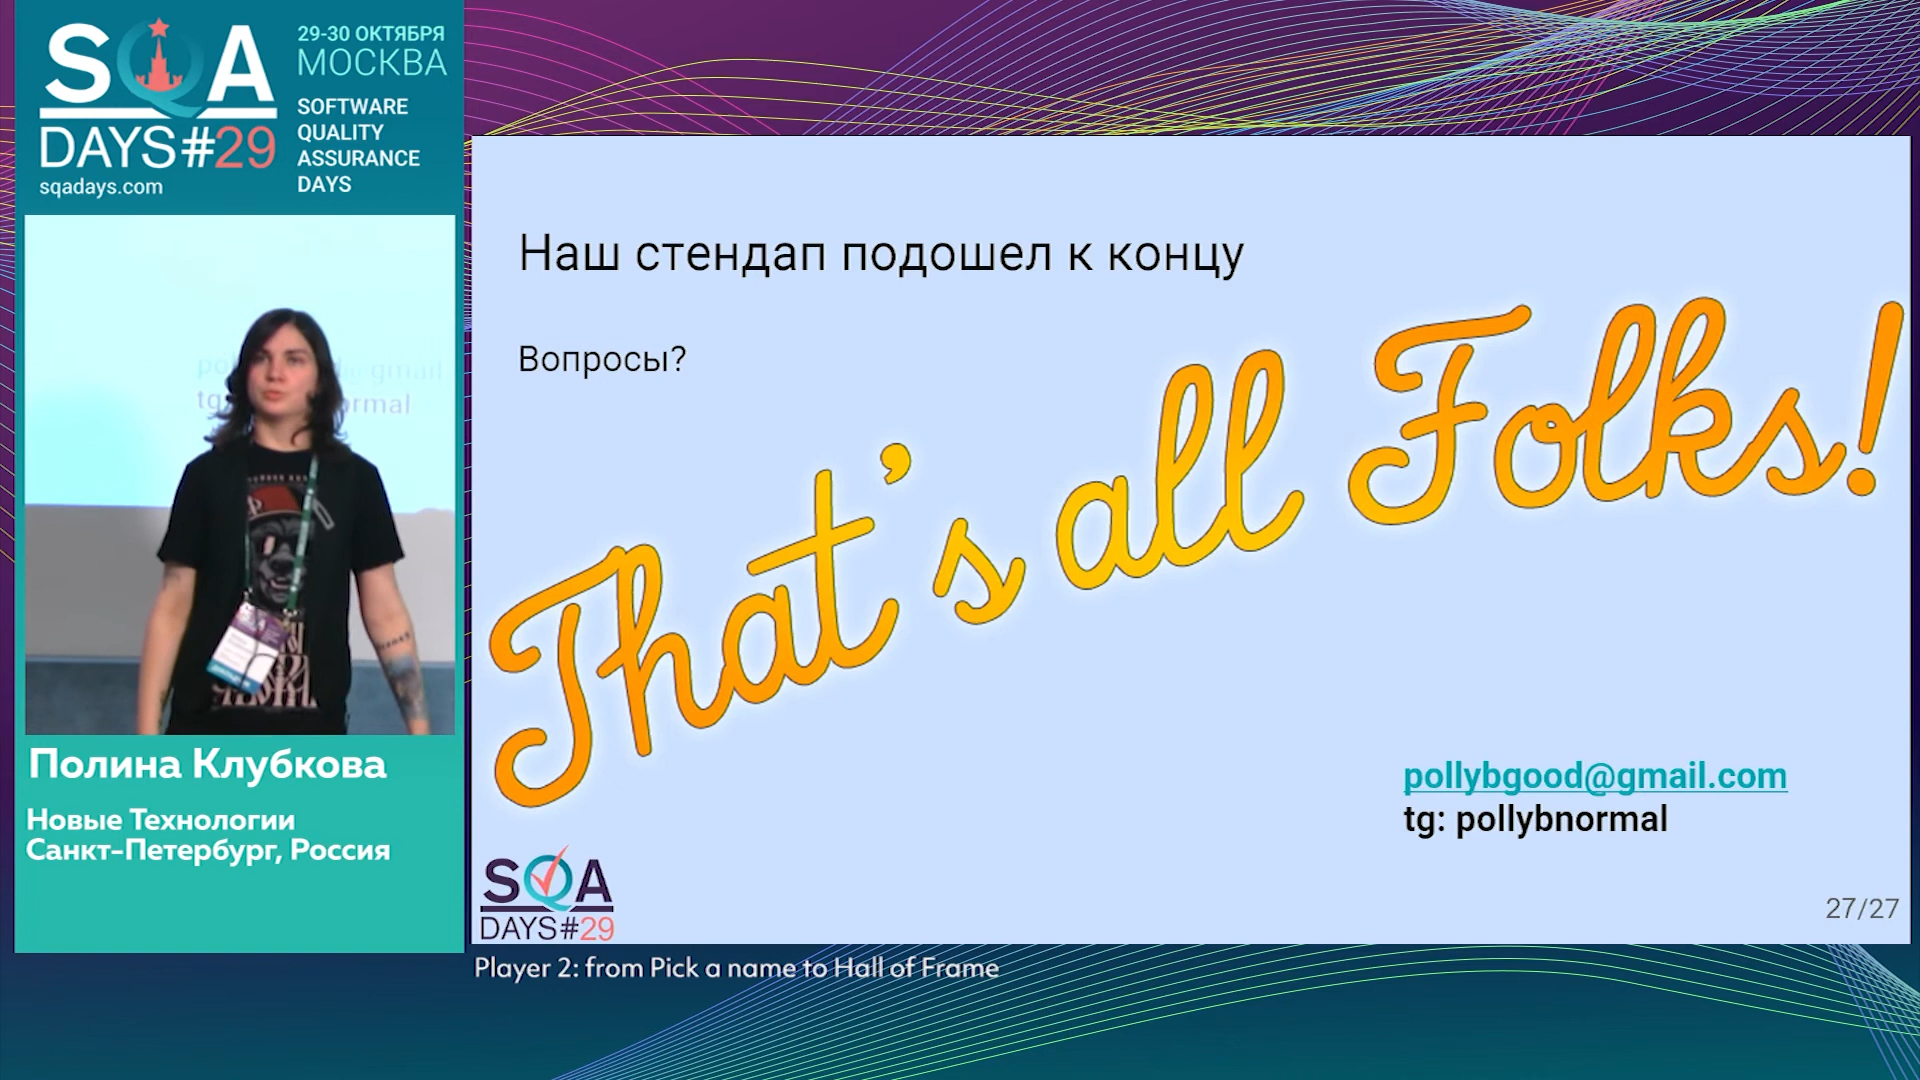 SQA
DAYS#29
sqadays.com
29-30 ОКТЯБРЯ
МОСКВА
SOFTWARE
QUALITY
ASSURANCE
DAYS
Полина Клубкова
Новые Технологии
Санкт-Петербург, Россия
Наш стендап подошел к концу
Вопросы?
That's all Folks!
pollybgood@gmail.com
tg: pollybnormal
SQA
DAYS#29
27/27
Player 2: from Pick a name to Hall of Frame